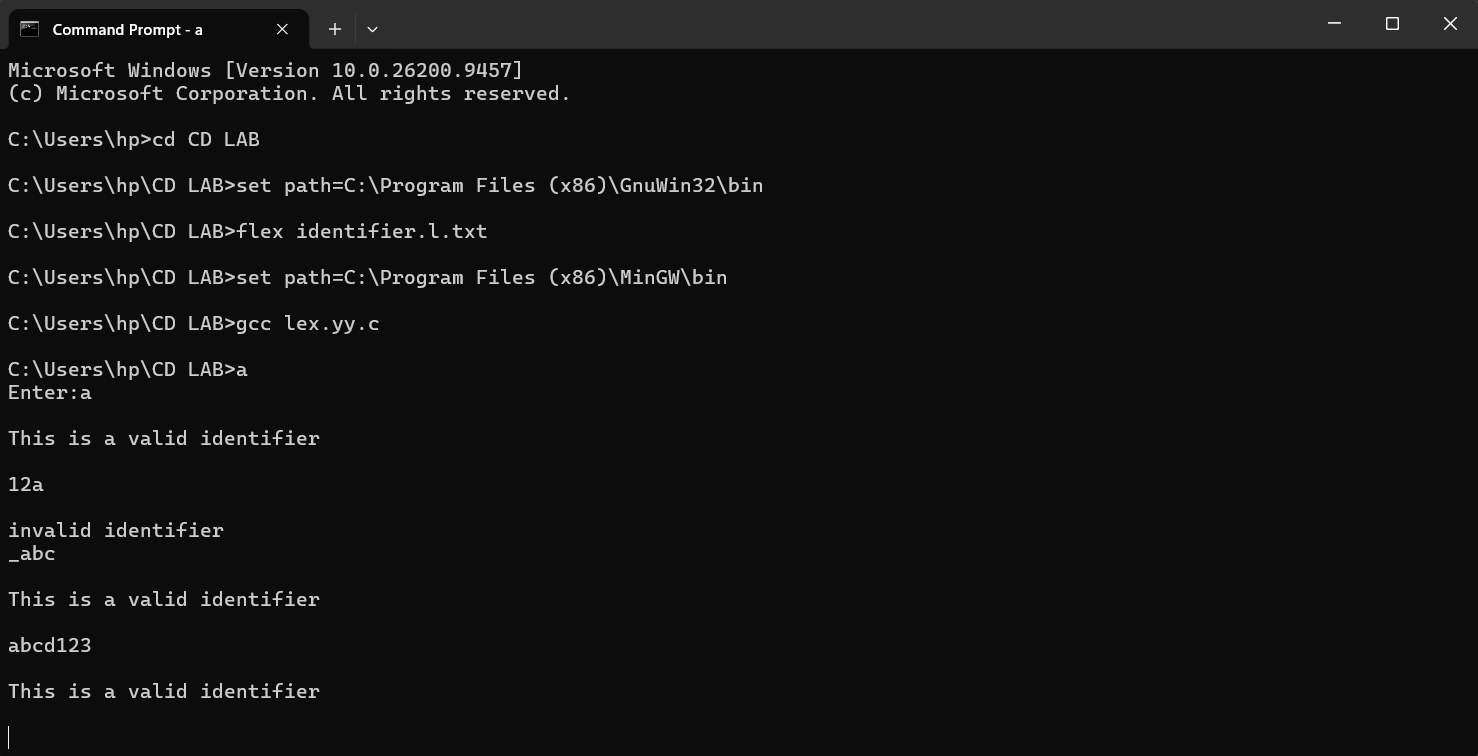 Command Prompt - a
Microsoft Windows [Version 10.0.26200.9457]
(c) Microsoft Corporation. All rights reserved.
C:\Users\hp>cd CD LAB
C:\Users\hp\CD LAB>set path=C:\Program Files (x86)\GnuWin32\bin
C:\Users\hp\CD LAB>flex identifier.l.txt
C:\Users\hp\CD LAB>set path=C:\Program Files (x86)\MinGW\bin
C:\Users\hp\CD LAB>gcc lex.yy.c
C:\Users\hp\CD LAB>a
Enter:a
This is a valid identifier
12a
invalid identifier
_abc
This is a valid identifier
abcd123
This is a valid identifier